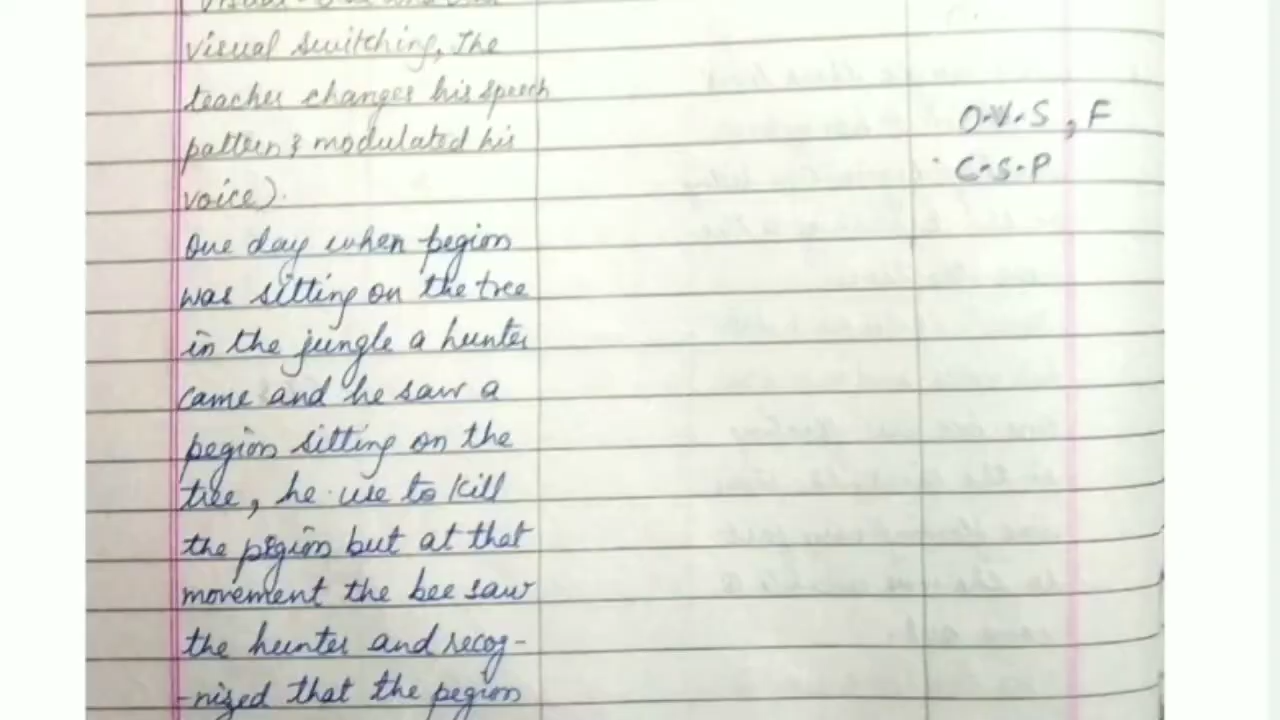 visual switching, The
teacher changes his speech
pattern & modulated his
voice).
O.V.S, F
C-S-P
One day when pegion
was sitting on the tree
in the jungle a hunter
came and he saw a
pegion sitting on the
tree, he use to kill
the pigion but at that
movement the bee saw
the hunter and recog-
-nized that the pegion